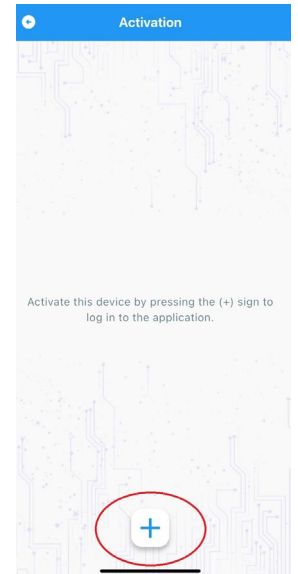 Activation
Activate this device by pressing the (+) sign to
log in to the application.